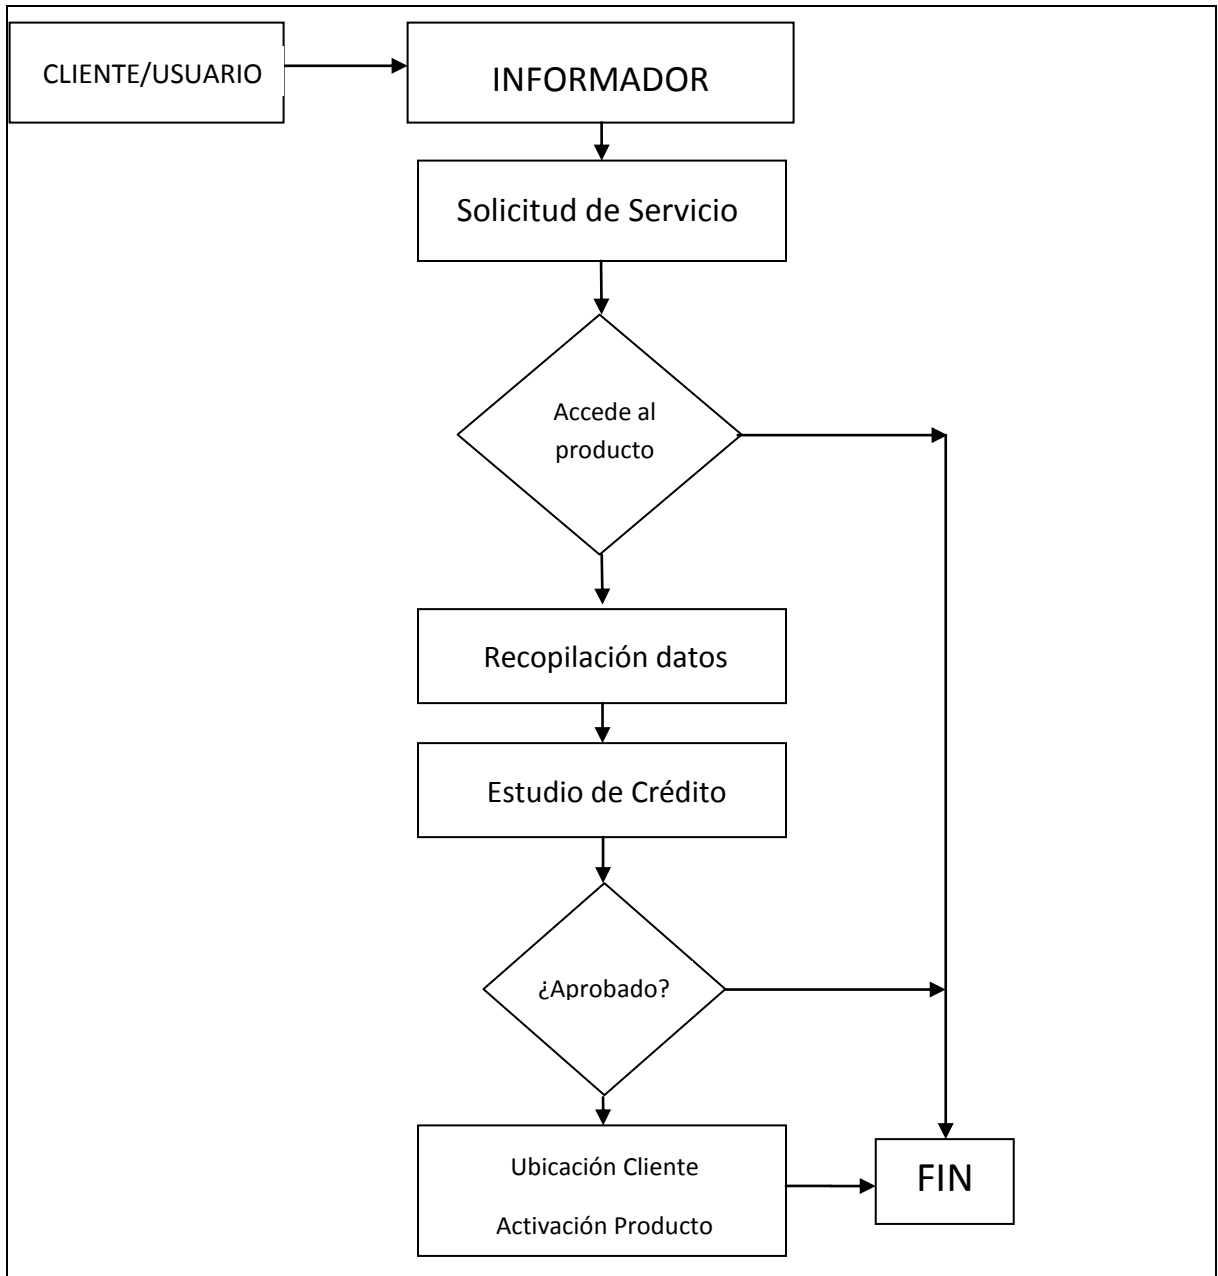 CLIENTE/USUARIO
INFORMADOR
Solicitud de Servicio
Accede al
producto
Recopilación datos
Estudio de Crédito
¿Aprobado?
Ubicación Cliente
Activación Producto
FIN